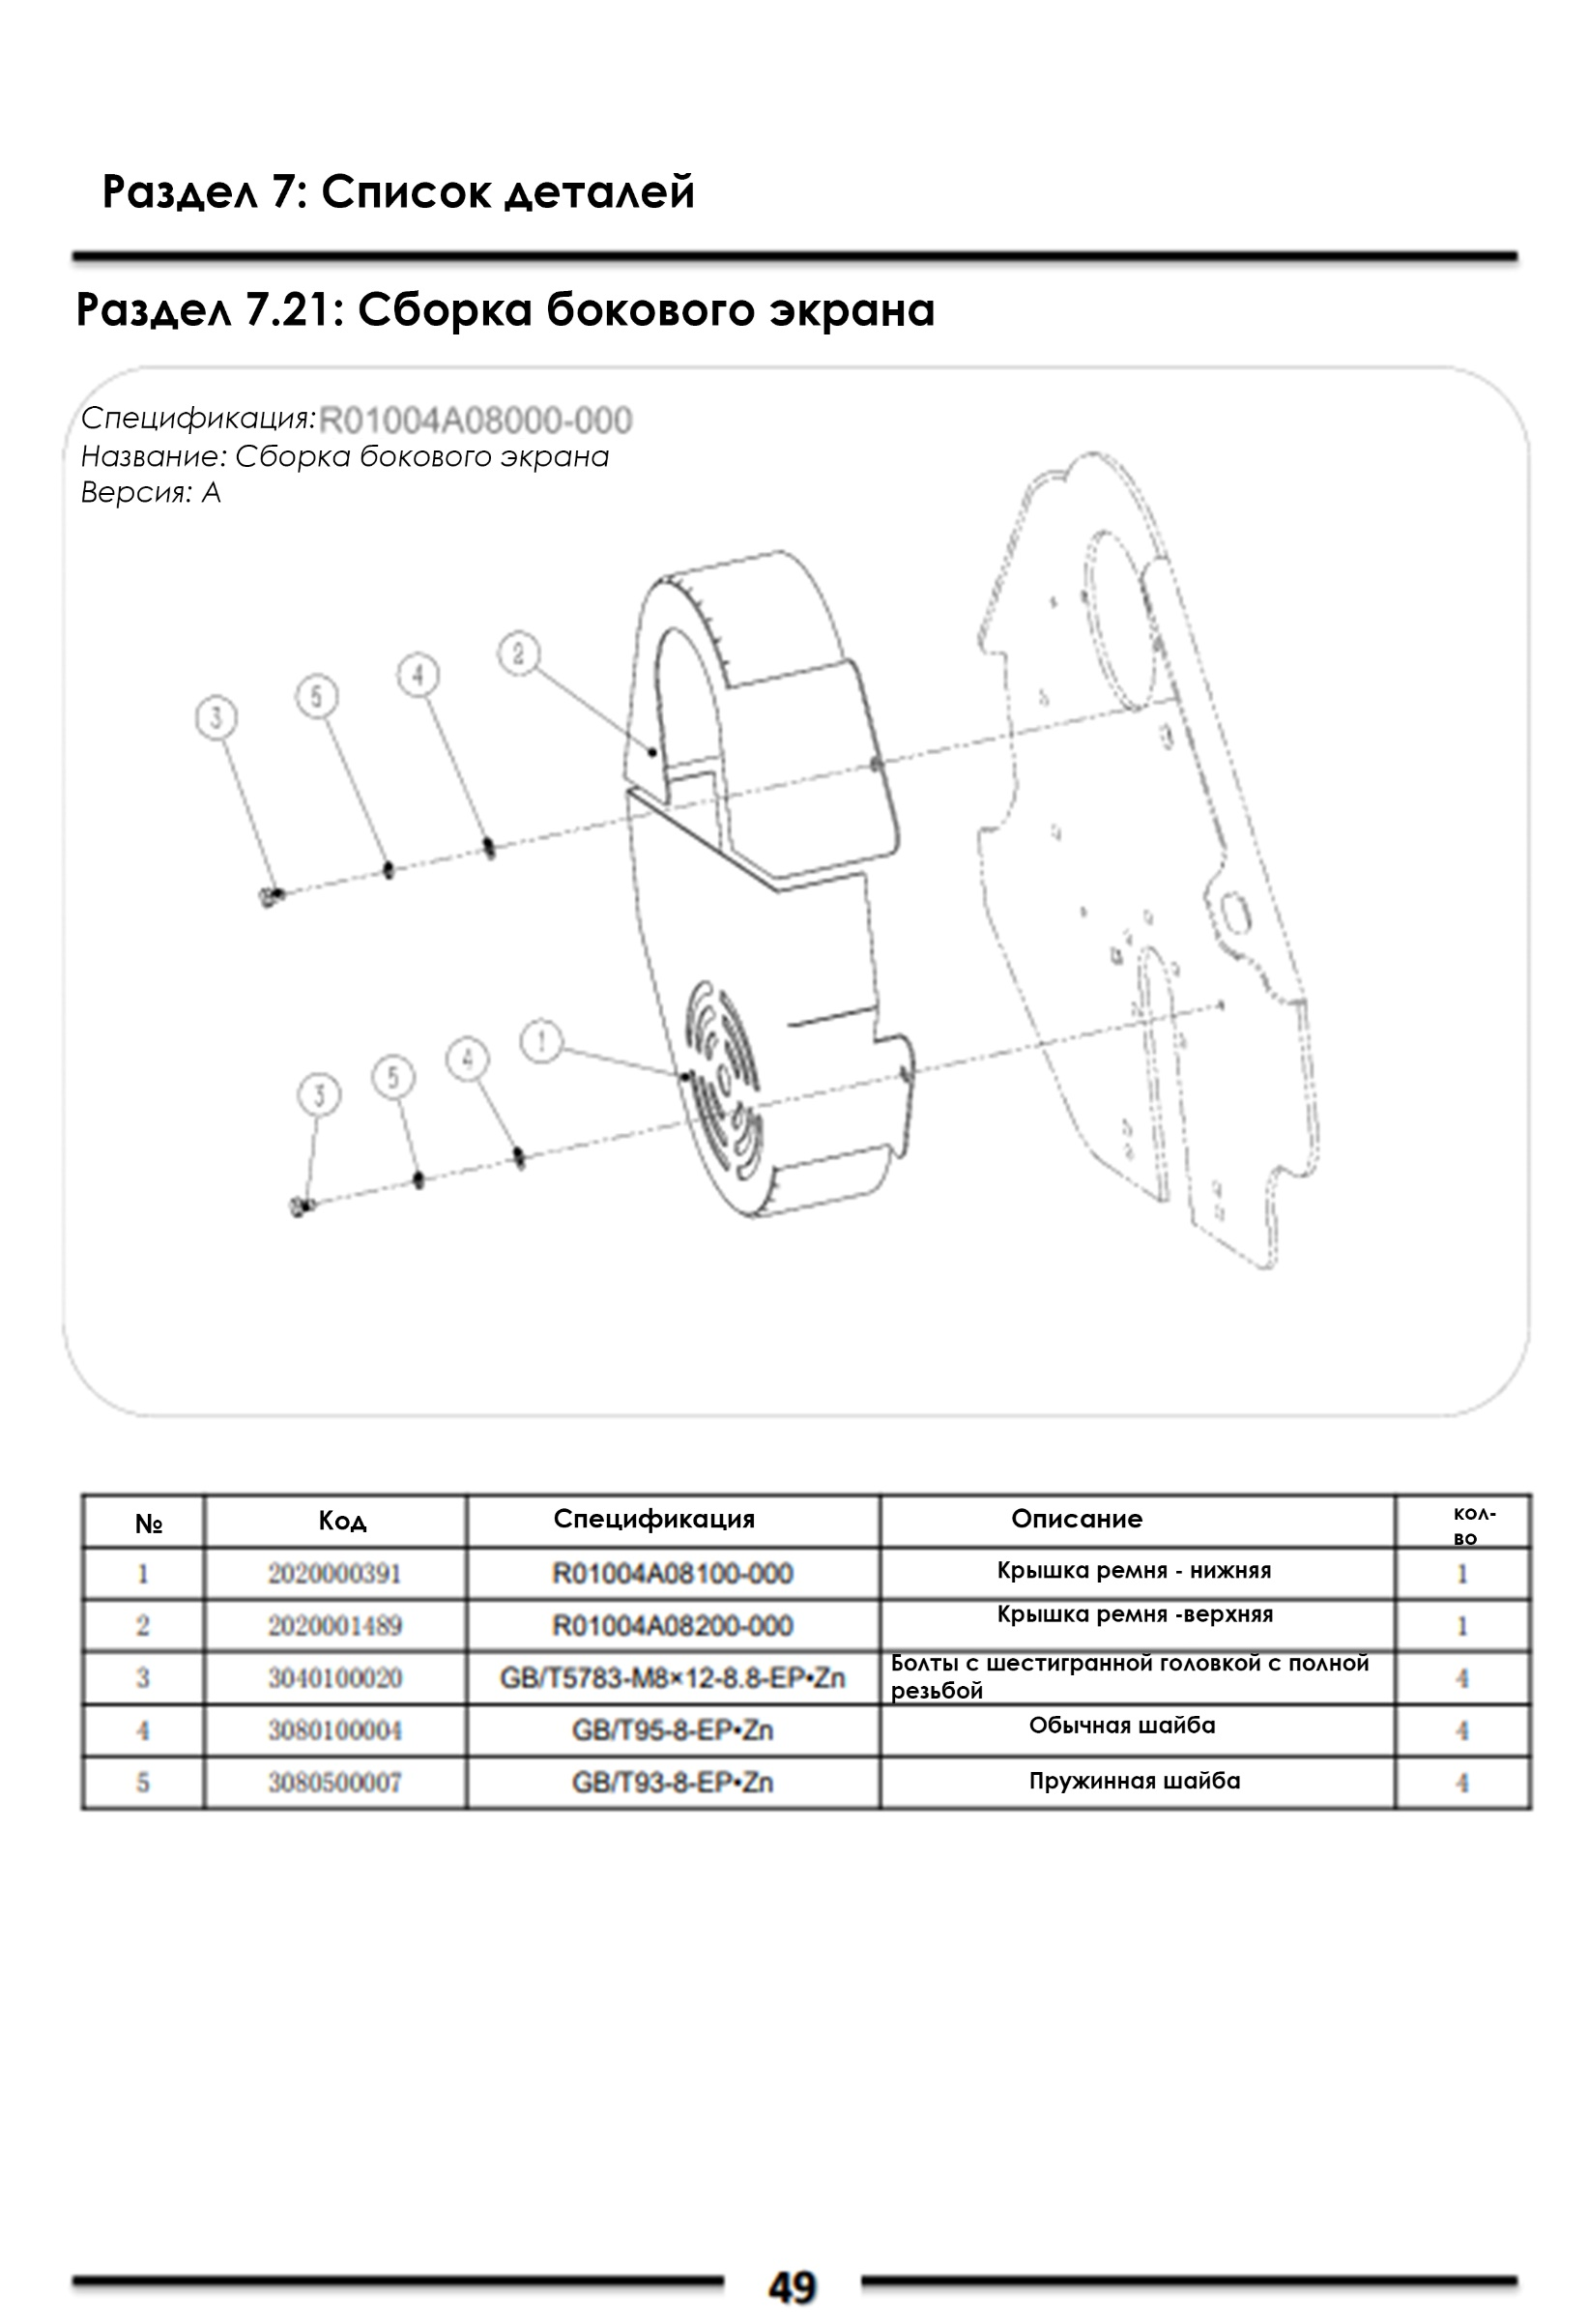 Раздел 7: Список деталей
Раздел 7.21: Сборка бокового экрана
Спецификация: R01004A08000-000
Название: Сборка бокового экрана
Версия: А
2
4
5
3
1
4
5
3
№ Код Спецификация Описание кол-
во
1 2020000391 R01004A08100-000 Крышка ремня - нижняя 1
2 2020001489 R01004A08200-000 Крышка ремня -верхняя 1
3 3040100020 GB/T5783-M8×12-8.8-EP•Zn Болты с шестигранной головкой с полной
резьбой 4
4 3080100004 GB/T95-8-EP•Zn Обычная шайба 4
5 3080500007 GB/T93-8-EP•Zn Пружинная шайба 4
49